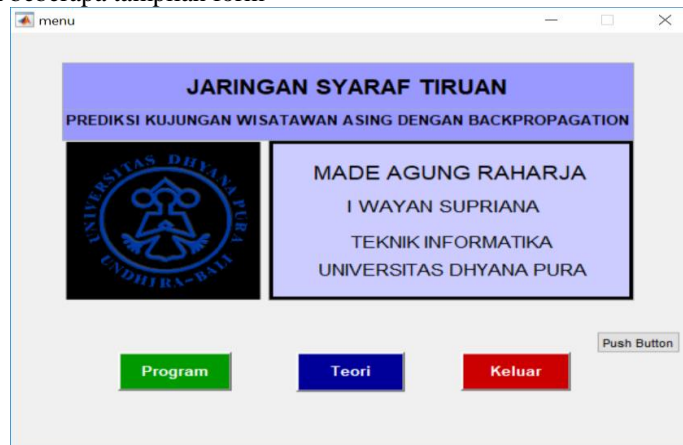 menu
JARINGAN SYARAF TIRUAN
PREDIKSI KUJUNGAN WISATAWAN ASING DENGAN BACKPROPAGATION
UNIVERSITAS DHYANA PURA
UNDHIRA-BALI
MADE AGUNG RAHARJA
I WAYAN SUPRIANA
TEKNIK INFORMATIKA
UNIVERSITAS DHYANA PURA
Push Button
Program
Teori
Keluar